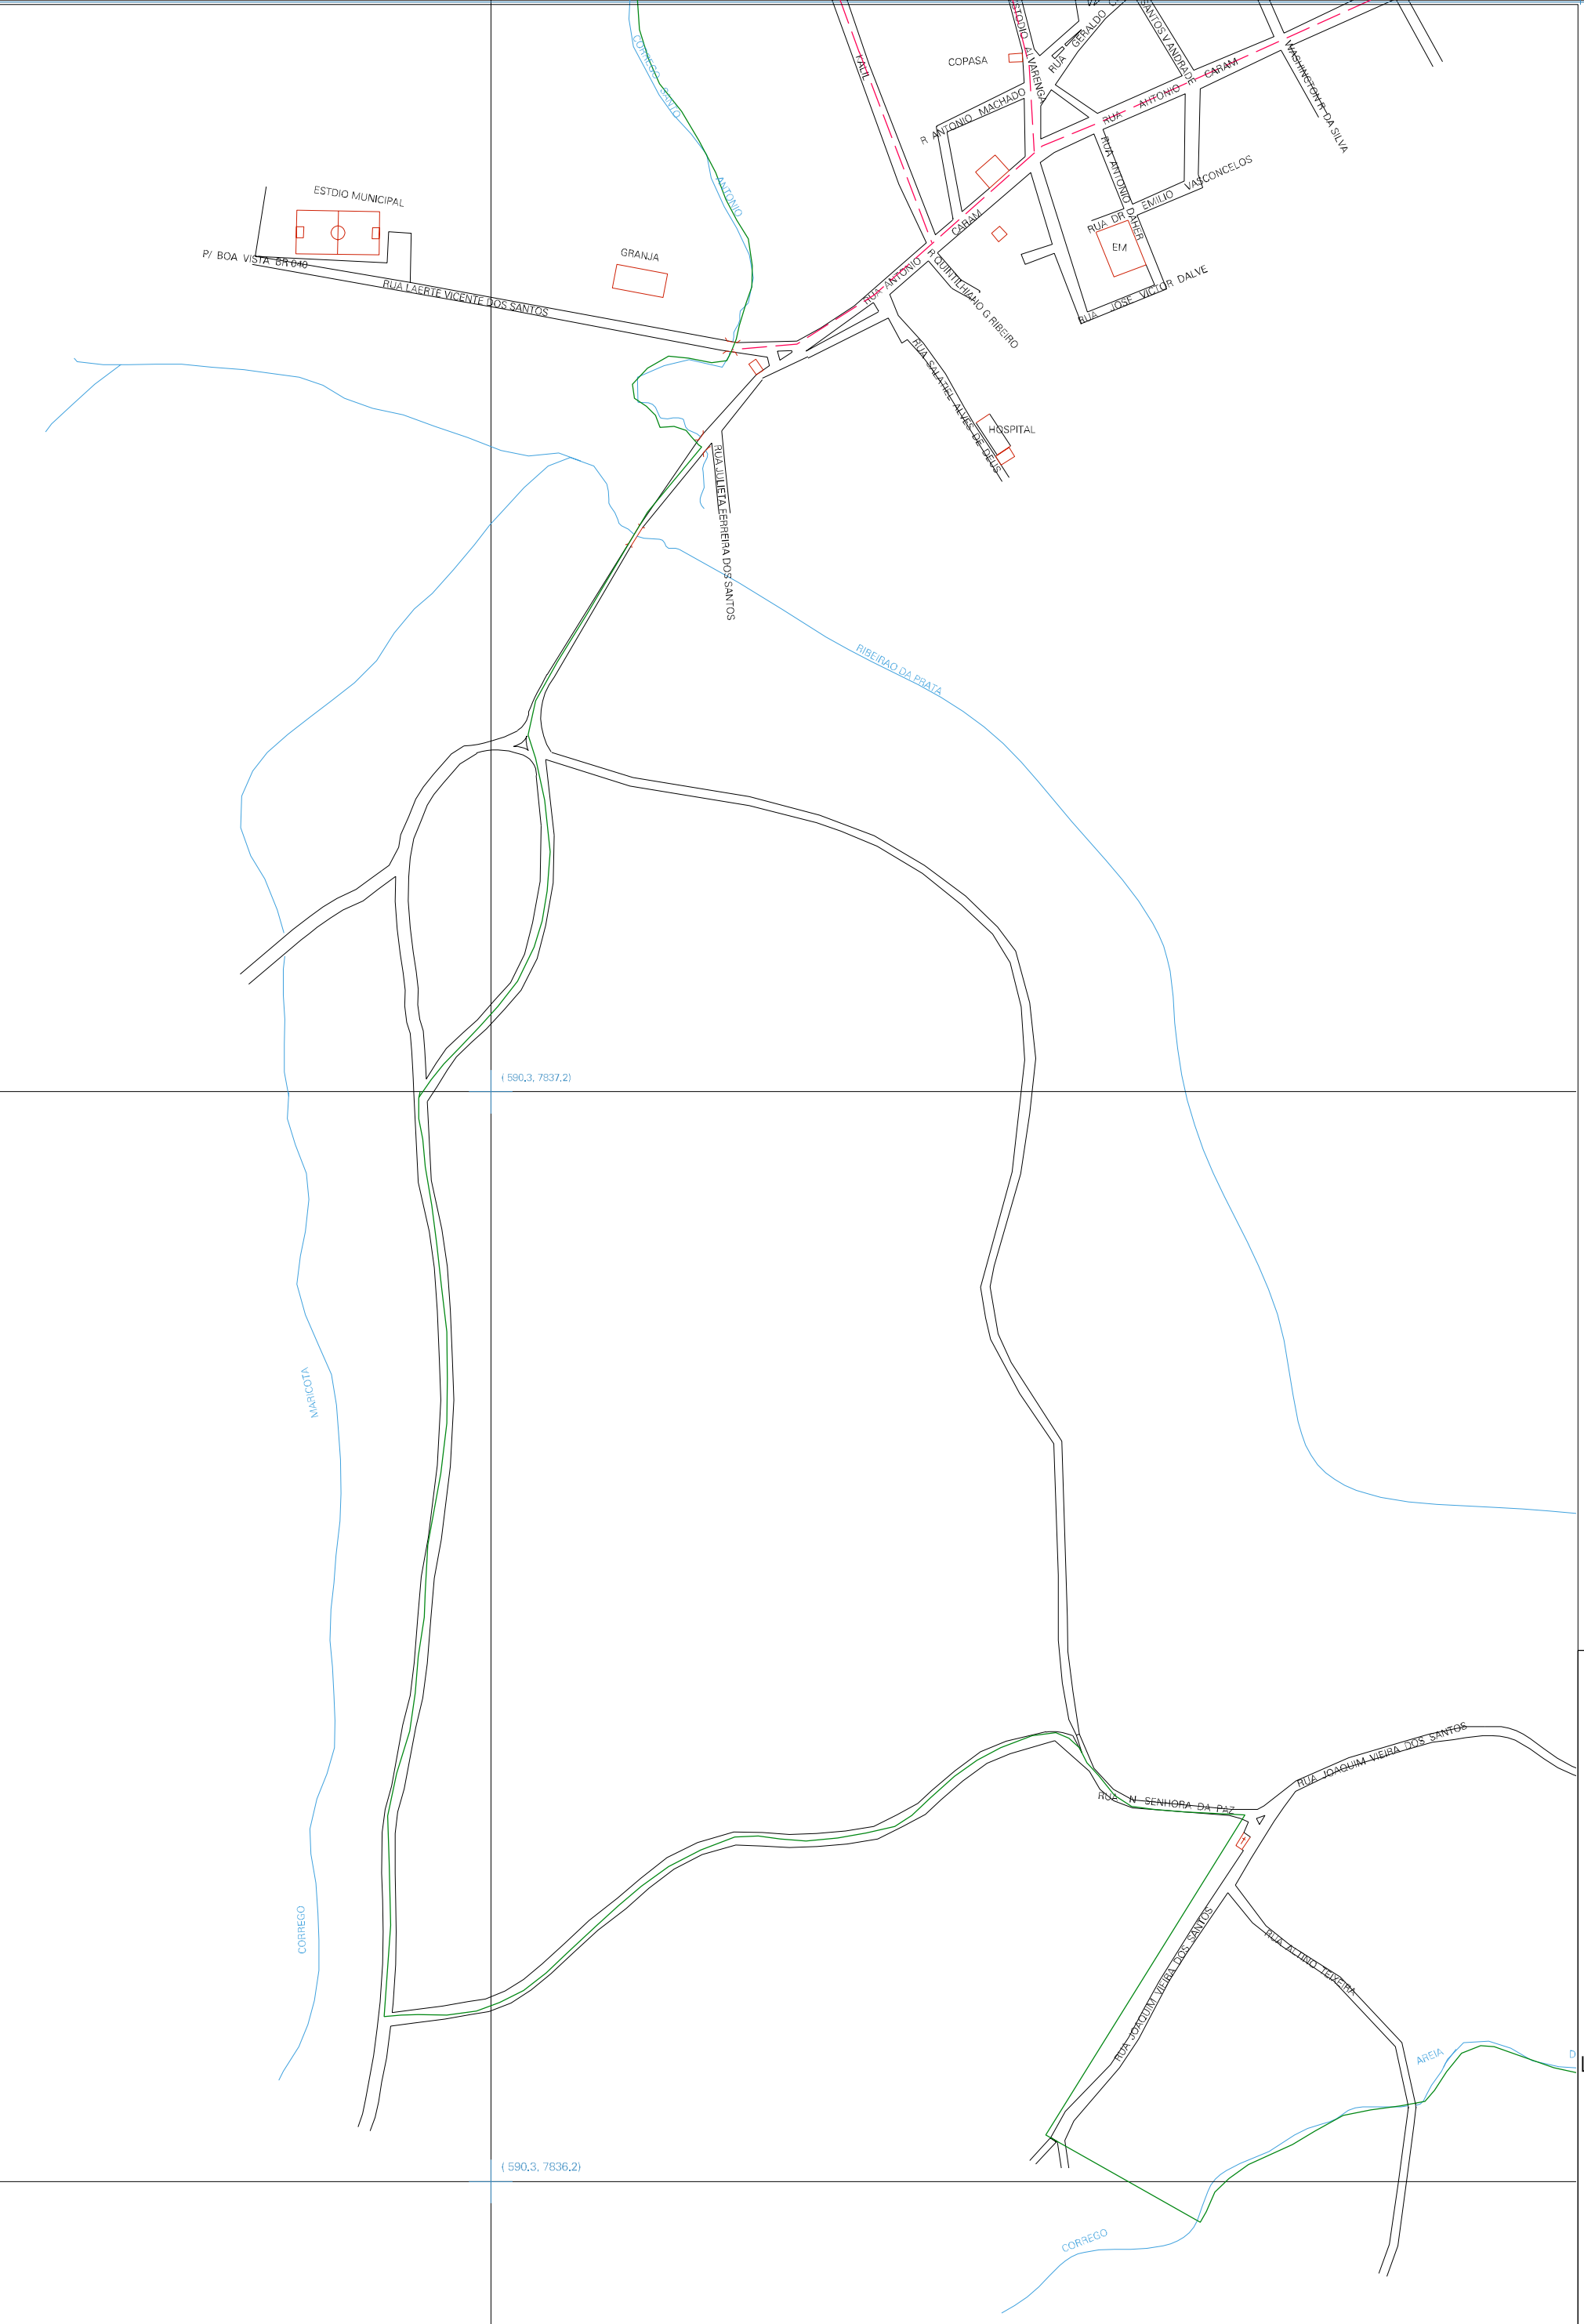 CORREGO SANTO
ANTONIO
COPASA
ALVARENGA
RUA GERALDO
SANTOS V ANDRADE
RUA ANTONIO CARAM
WASHINGTON R DA SILVA
R ANTONIO MACHADO
RUA ANTONIO DAHER
RUA DR EMILIO VASCONCELOS
EM
RUA JOSE VICTOR DALVE
ESTDIO MUNICIPAL
P/ BOA VISTA BR 040
RUA LAERTE VICENTE DOS SANTOS
GRANJA
RUA ANTONIO CARAM
R QUINTILHIANO G RIBEIRO
RUA SALATIEL ALVES DE DEUS
HOSPITAL
RUA JULIETA FERREIRA DOS SANTOS
RIBEIRAO DA PRATA
( 590.3, 7837.2)
MARICOTA
CORREGO
RUA N SENHORA DA PAZ
RUA JOAQUIM VIEIRA DOS SANTOS
RUA JOAQUIM VIEIRA DOS SANTOS
RUA ALTINO TEIXEIRA
AREIA
D
( 590.3, 7836.2)
CORREGO